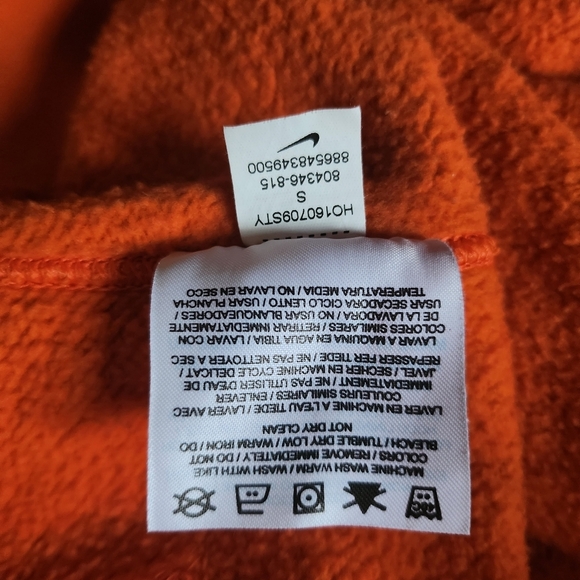 MACHINE WASH WARM / WASH WITH LIKE
COLORS / REMOVE IMMEDIATELY / DO NOT
BLEACH / TUMBLE DRY LOW / WARM IRON / DO
NOT DRY CLEAN
LAVER EN MACHINE A L'EAU TIEDE / LAVER AVEC
COULEURS SIMILAIRES / ENLEVER
IMMEDIATEMENT / NE PAS UTILISER D'EAU DE
JAVEL / SECHER EN MACHINE CYCLE DELICAT /
REPASSER FER TIEDE / NE PAS NETTOYER A SEC
LAVAR A MAQUINA EN AGUA TIBIA / LAVAR CON
COLORES SIMILARES / RETIRAR INMEDIATAMENTE
DE LA LAVADORA / NO USAR BLANQUEADORES /
USAR SECADORA CICLO LENTO / USAR PLANCHA
TEMPERATURA MEDIA / NO LAVAR EN SECO
HO160709STY
S
804346-815
886548349500